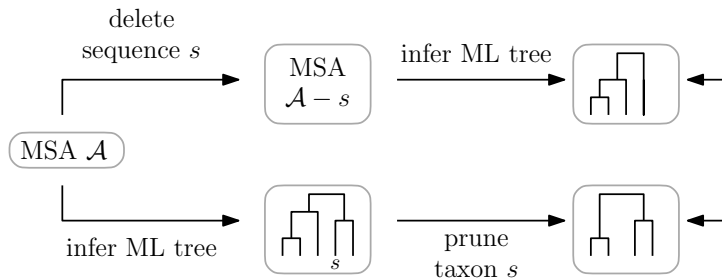 delete
sequence s
MSA
𝒜 − s
infer ML tree
MSA 𝒜
infer ML tree
s
prune
taxon s